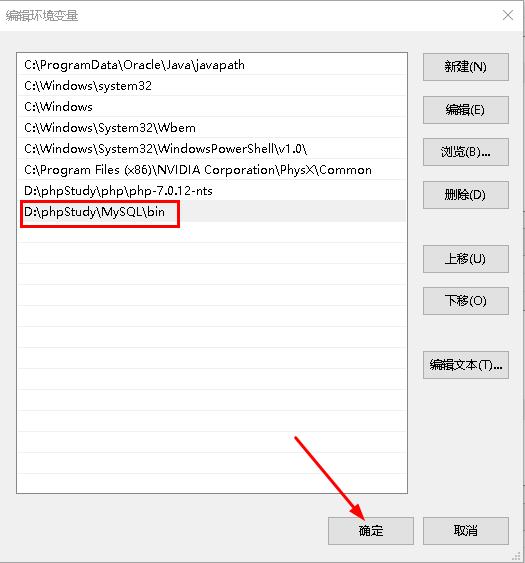 编辑环境变量
C:\ProgramData\Oracle\Java\javapath
C:\Windows\system32
C:\Windows
C:\Windows\System32\Wbem
C:\Windows\System32\WindowsPowerShell\v1.0\
C:\Program Files (x86)\NVIDIA Corporation\PhysX\Common
D:\phpStudy\php\php-7.0.12-nts
D:\phpStudy\MySQL\bin
新建(N)
编辑(E)
浏览(B)...
删除(D)
上移(U)
下移(O)
编辑文本(T)...
确定
取消